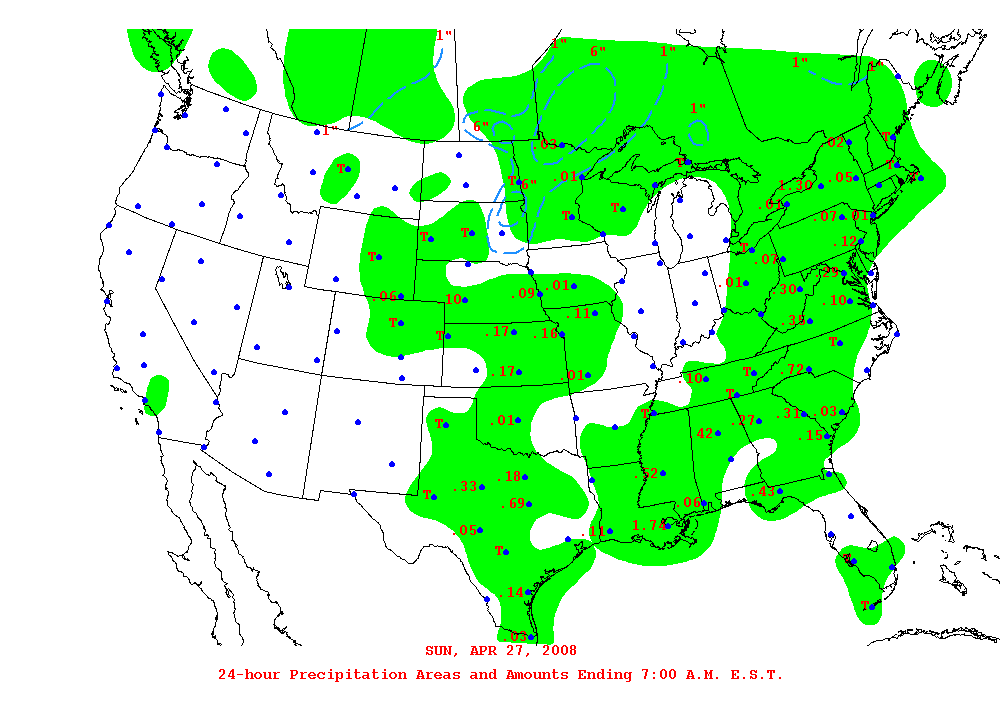 1"
1" 6" 1"
1" 1"
1"
1" 6"
.03 .02 T
T .01 T T
T 6" T 1.30 .05 T
T T .01 .07 .01
T T T .12
T .07 .29
.06 .10 .09 .01 .01 .30 .10
T .11 .33
T .17 .16 T
.17 .01 .10 T .72
T
T .01 T .27 .31 .03
.42 .15
.18 .52
T .33 .69 .06 .43
.05 .11 1.74
T T
.14 T
.03
SUN, APR 27, 2008
24-hour Precipitation Areas and Amounts Ending 7:00 A.M. E.S.T.